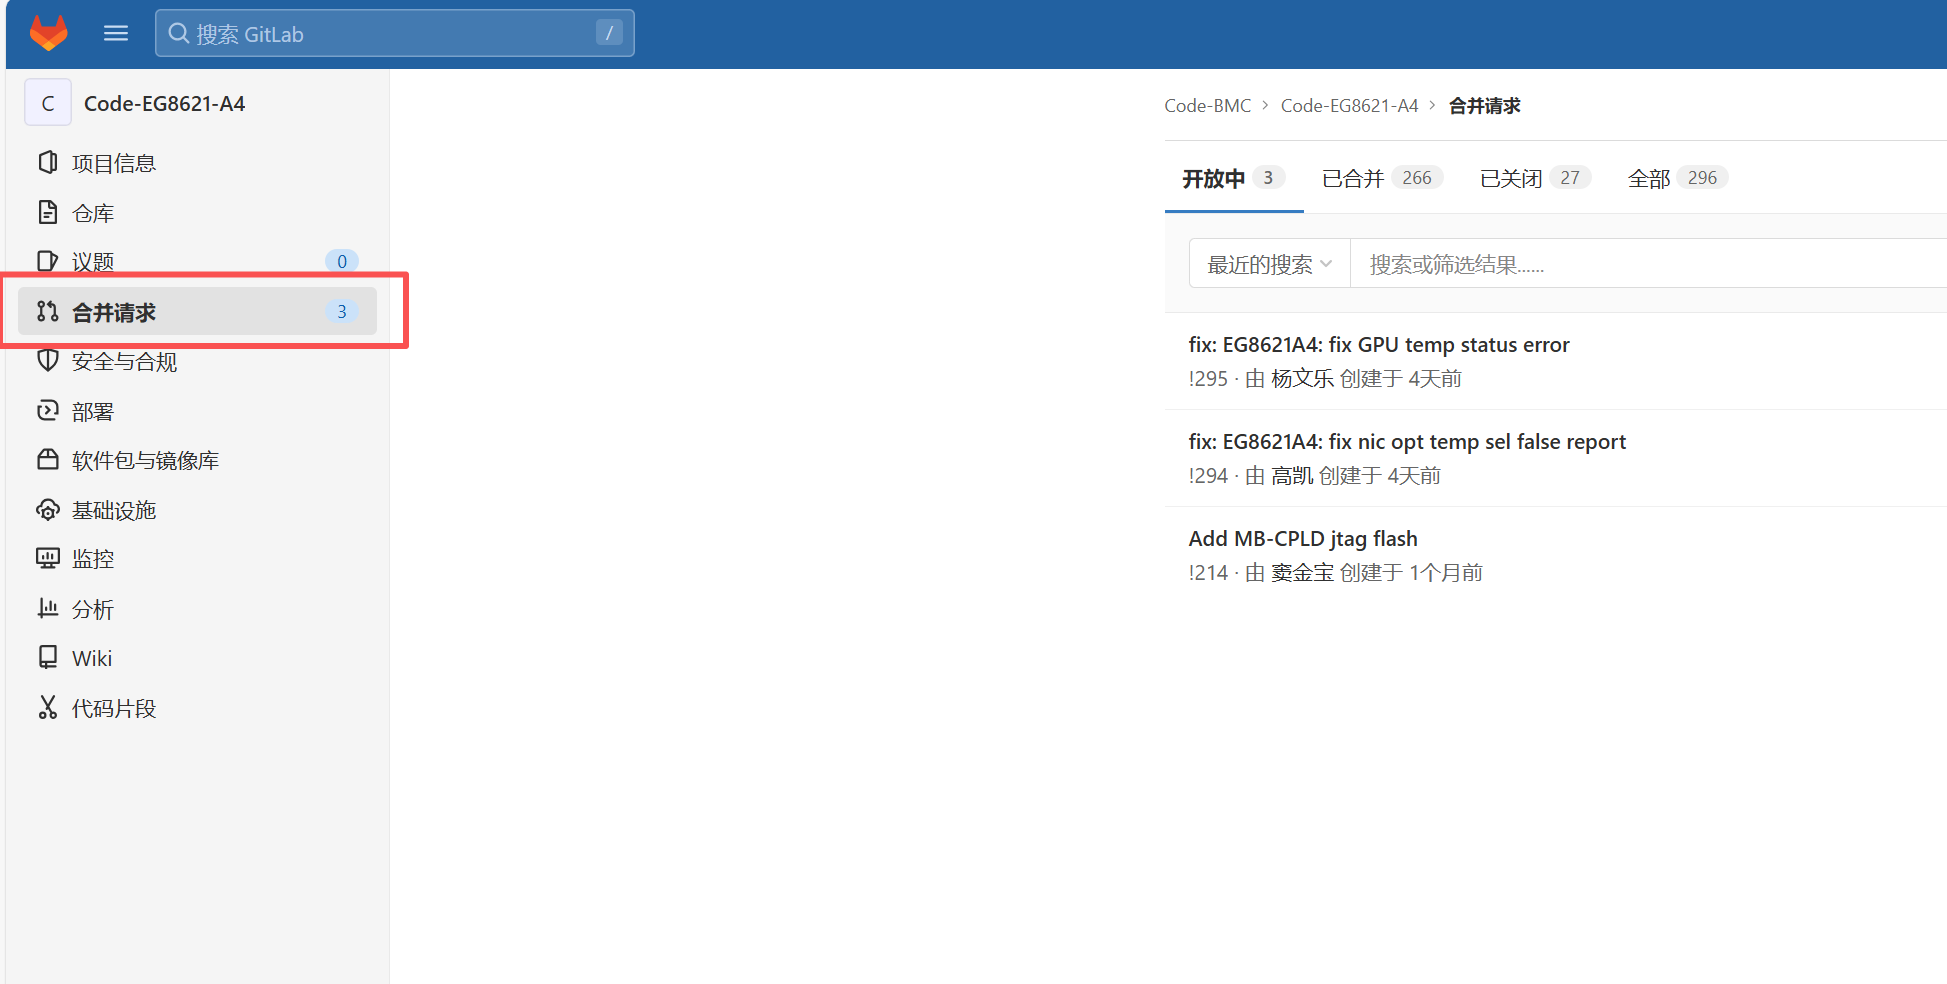 搜索 GitLab /
C Code-EG8621-A4
项目信息
仓库
议题 0
合并请求 3
安全与合规
部署
软件包与镜像库
基础设施
监控
分析
Wiki
代码片段
Code-BMC > Code-EG8621-A4 > 合并请求
开放中 3 已合并 266 已关闭 27 全部 296
最近的搜索 搜索或筛选结果......
fix: EG8621A4: fix GPU temp status error
!295 · 由 杨文乐 创建于 4天前
fix: EG8621A4: fix nic opt temp sel false report
!294 · 由 高凯 创建于 4天前
Add MB-CPLD jtag flash
!214 · 由 窦金宝 创建于 1个月前